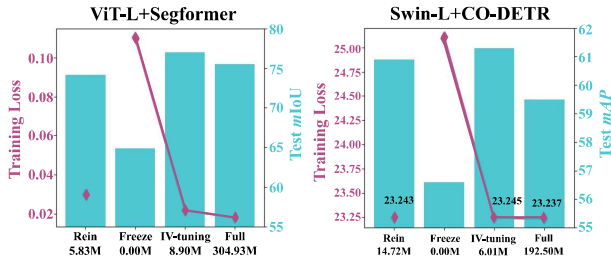 ViT-L+Segformer
Training Loss
0.10
0.08
0.06
0.04
0.02
80
75
70
65
60
55
Test mIoU
Rein
5.83M
Freeze
0.00M
IV-tuning
8.90M
Full
304.93M
Swin-L+CO-DETR
Training Loss
25.00
24.75
24.50
24.25
24.00
23.75
23.50
23.25
23.243
23.245
23.237
62
61
60
59
58
57
56
55
Test mAP
Rein
14.72M
Freeze
0.00M
IV-tuning
6.01M
Full
192.50M